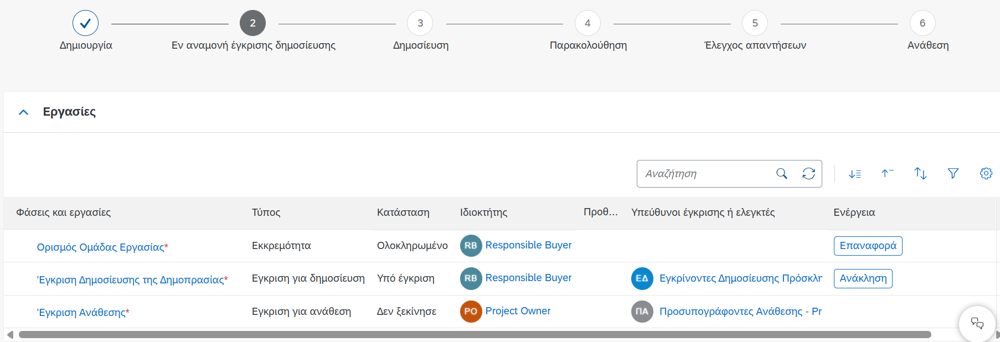 2 3 4 5 6
Δημιουργία Εν αναμονή έγκρισης δημοσίευσης Δημοσίευση Παρακολούθηση Έλεγχος απαντήσεων Ανάθεση
Εργασίες
Αναζήτηση
Φάσεις και εργασίες Τύπος Κατάσταση Ιδιοκτήτης Προθ... Υπεύθυνοι έγκρισης ή ελεγκτές Ενέργεια
Ορισμός Ομάδας Εργασίας* Εκκρεμότητα Ολοκληρωμένο RB Responsible Buyer Επαναφορά
Έγκριση Δημοσίευσης της Δημοπρασίας* Εγκριση για δημοσίευση Υπό έγκριση RB Responsible Buyer ΕΔ Εγκρίνοντες Δημοσίευσης Πρόσκλη Ανάκληση
Έγκριση Ανάθεσης* Εγκριση για ανάθεση Δεν ξεκίνησε PO Project Owner ΠΑ Προσυπογράφοντες Ανάθεσης - Pr